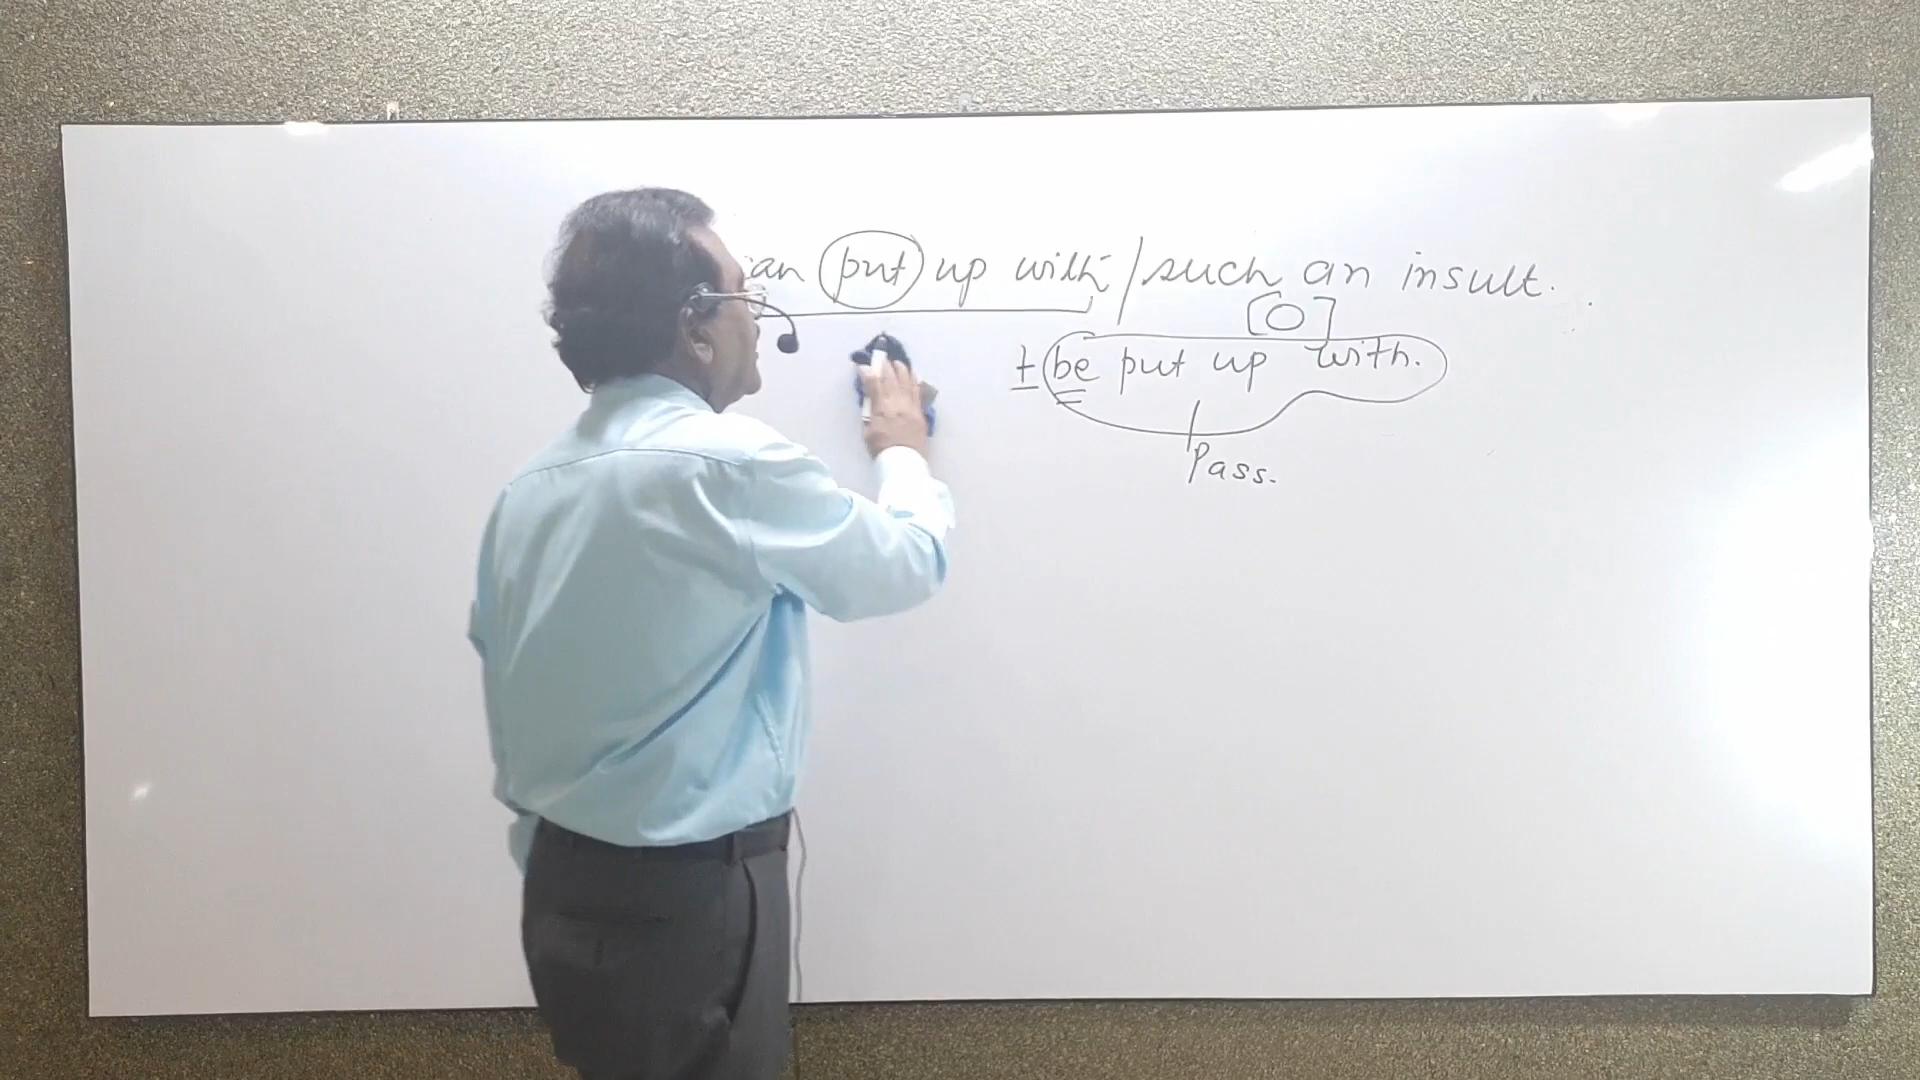 an put up with / such an insult.
[O]
+ be put up with.
Pass.